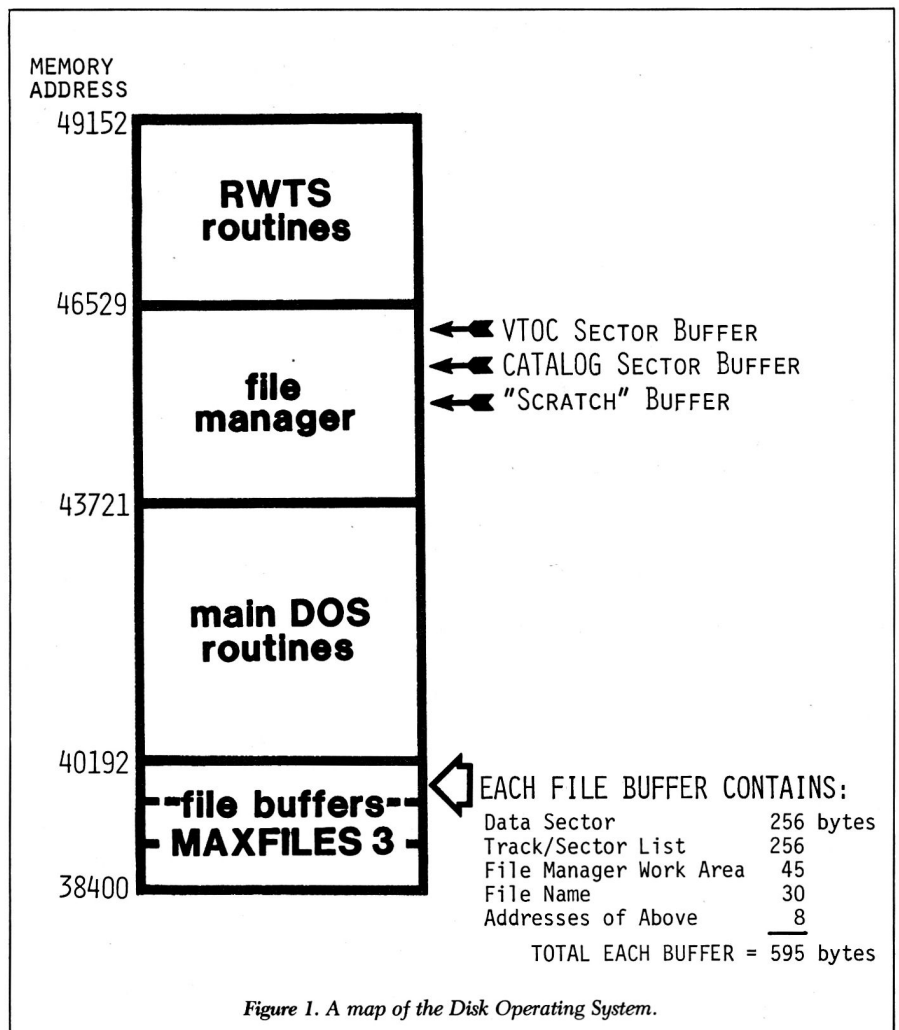 MEMORY
ADDRESS
49152
RWTS
routines
46529
VTOC SECTOR BUFFER
CATALOG SECTOR BUFFER
"SCRATCH" BUFFER
file
manager
43721
main DOS
routines
40192
file buffers
MAXFILES 3
38400
EACH FILE BUFFER CONTAINS:
Data Sector 256 bytes
Track/Sector List 256
File Manager Work Area 45
File Name 30
Addresses of Above 8
TOTAL EACH BUFFER = 595 bytes
Figure 1. A map of the Disk Operating System.